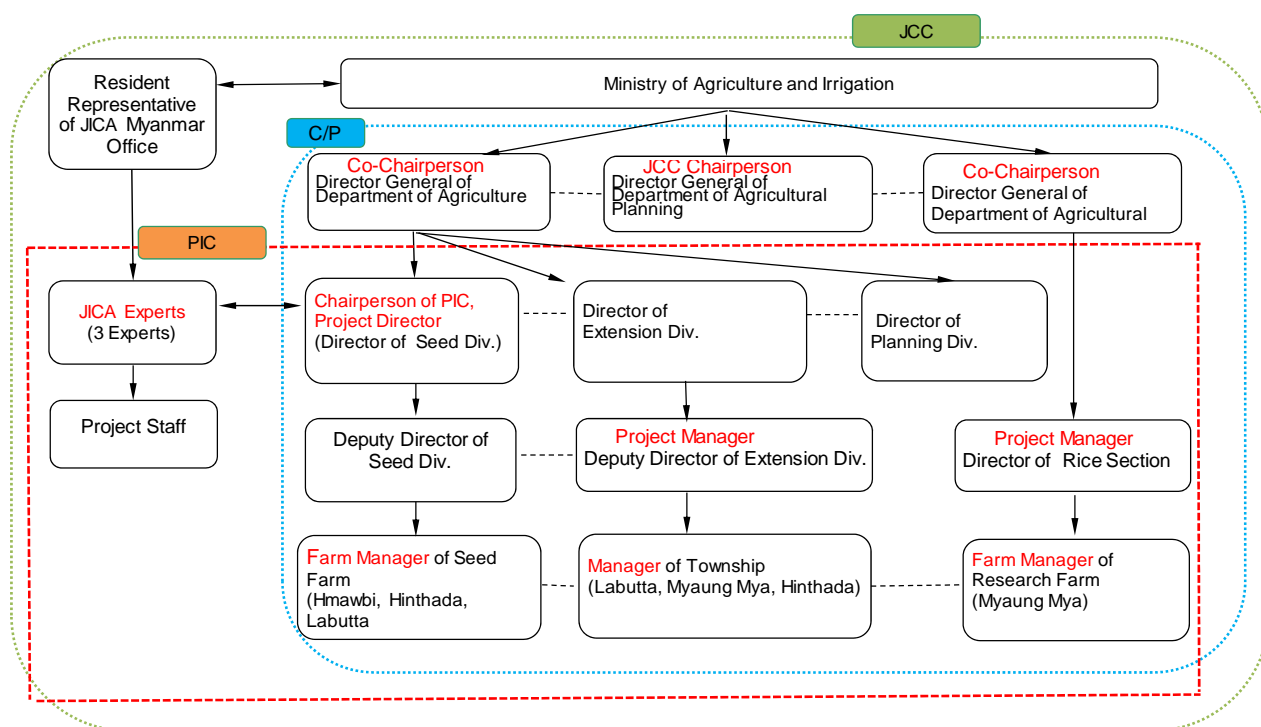 JCC
Resident
Representative
of JICA Myanmar
Office
Ministry of Agriculture and Irrigation
C/P
Co-Chairperson
Director General of
Department of Agriculture
JCC Chairperson
Director General of
Department of Agricultural
Planning
Co-Chairperson
Director General of
Department of Agricultural
PIC
JICA Experts
(3 Experts)
Chairperson of PIC,
Project Director
(Director of Seed Div.)
Director of
Extension Div.
Director of
Planning Div.
Project Staff
Deputy Director of
Seed Div.
Project Manager
Deputy Director of Extension Div.
Project Manager
Director of Rice Section
Farm Manager of Seed
Farm
(Hmawbi, Hinthada,
Labutta
Manager of Township
(Labutta, Myaung Mya, Hinthada)
Farm Manager of
Research Farm
(Myaung Mya)